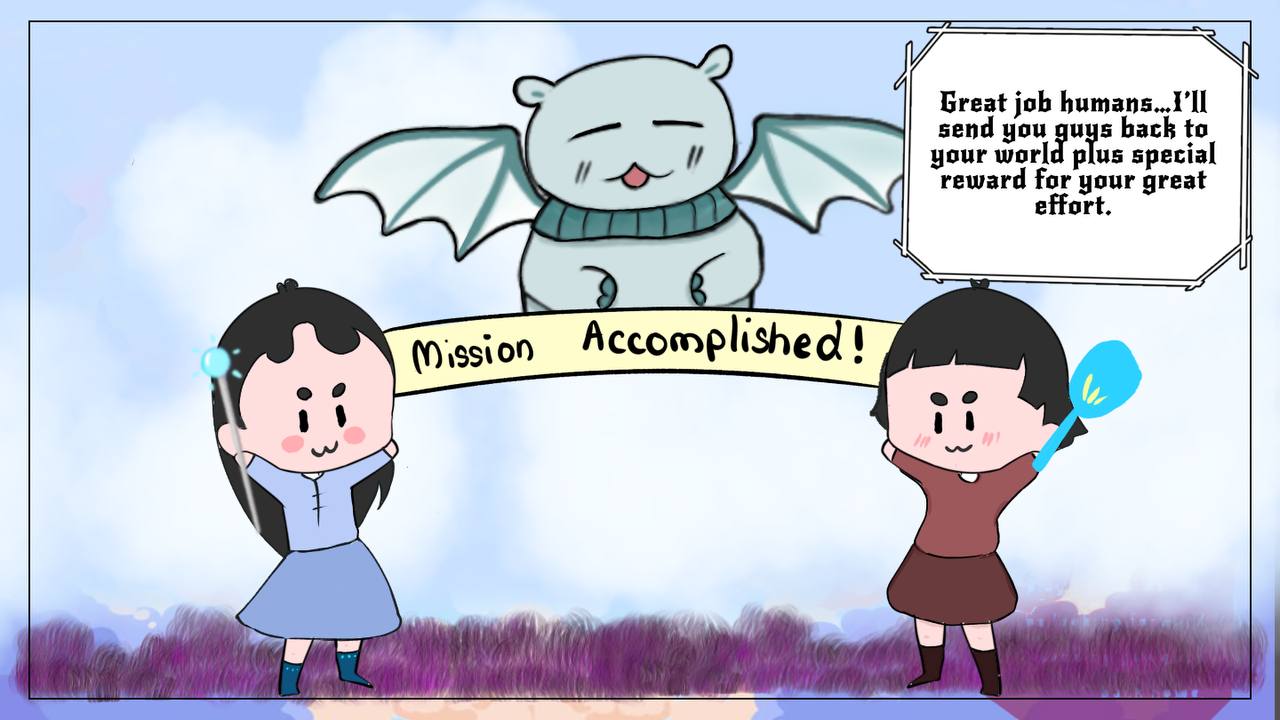 Great job humans...I'll
send you guys back to
your world plus special
reward for your great
effort.
Mission Accomplished!